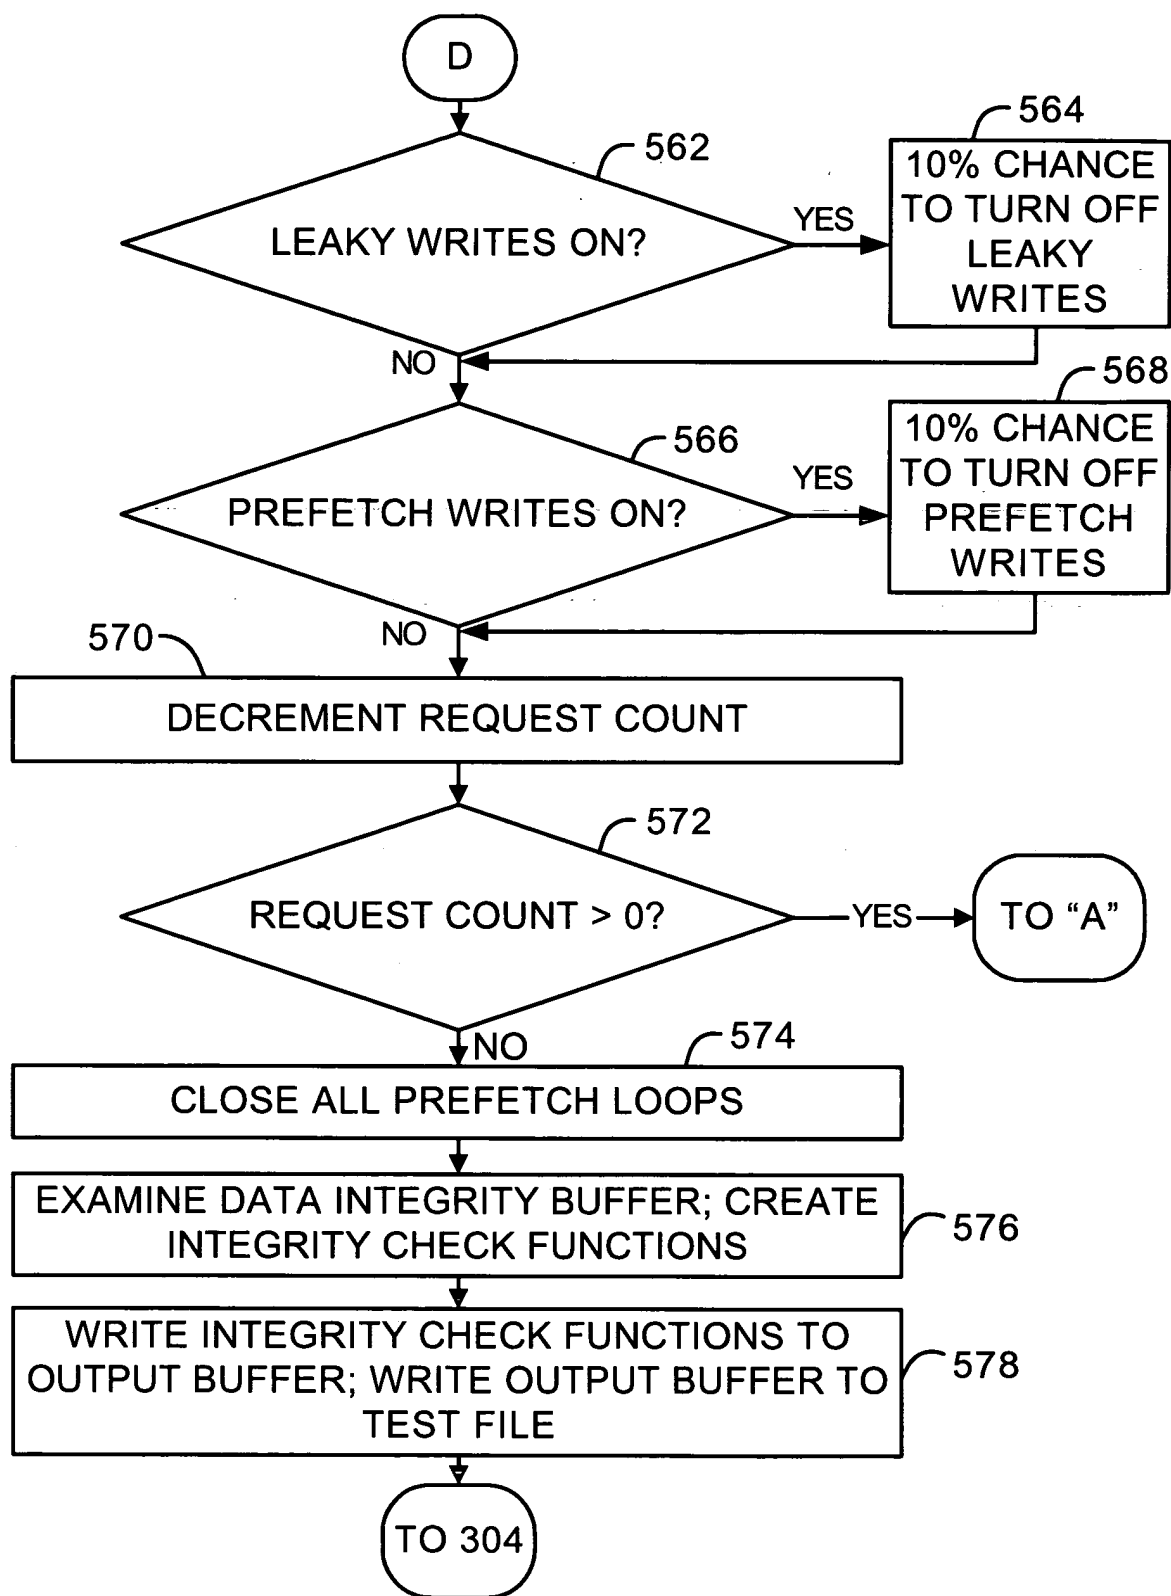 D
562
LEAKY WRITES ON?
YES
564
10% CHANCE
TO TURN OFF
LEAKY
WRITES
NO
566
PREFETCH WRITES ON?
YES
568
10% CHANCE
TO TURN OFF
PREFETCH
WRITES
NO
570
DECREMENT REQUEST COUNT
572
REQUEST COUNT > 0?
YES
TO “A”
NO
574
CLOSE ALL PREFETCH LOOPS
EXAMINE DATA INTEGRITY BUFFER; CREATE
INTEGRITY CHECK FUNCTIONS
576
WRITE INTEGRITY CHECK FUNCTIONS TO
OUTPUT BUFFER; WRITE OUTPUT BUFFER TO
TEST FILE
578
TO 304